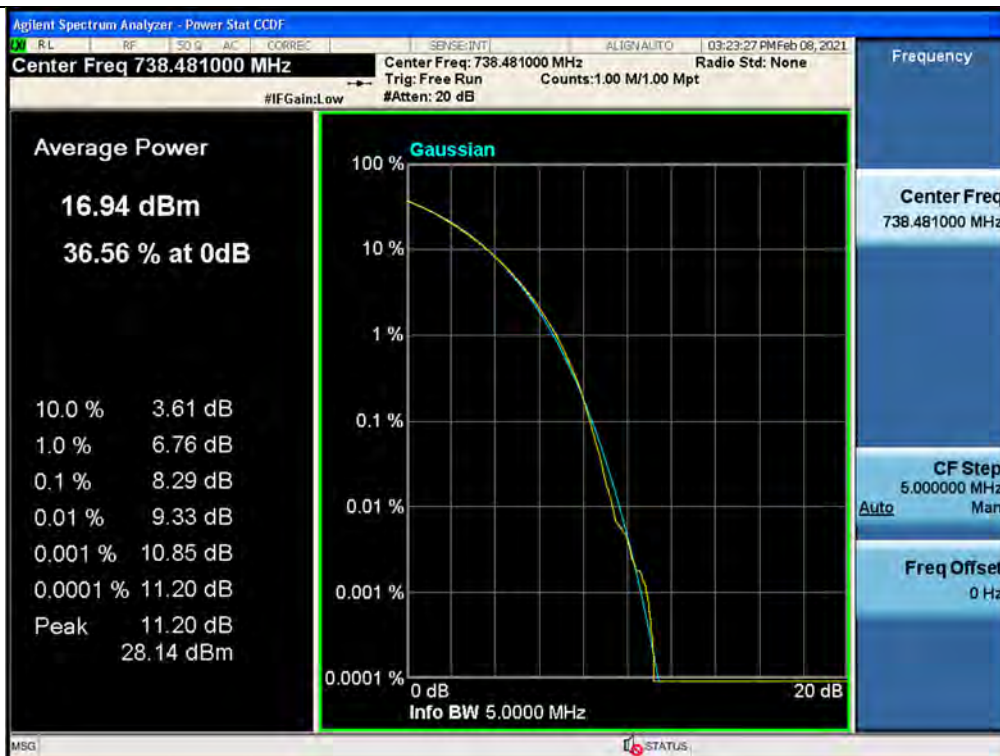 Agilent Spectrum Analyzer - Power Stat CCDF
LXI RL RF 50 Ω AC CORREC SENSE:INT ALIGN AUTO 03:23:27 PM Feb 08, 2021
Center Freq 738.481000 MHz
Center Freq: 738.481000 MHz Radio Std: None
Trig: Free Run Counts:1.00 M/1.00 Mpt
#IFGain:Low #Atten: 20 dB
Average Power
16.94 dBm
36.56 % at 0dB
10.0 % 3.61 dB
1.0 % 6.76 dB
0.1 % 8.29 dB
0.01 % 9.33 dB
0.001 % 10.85 dB
0.0001 % 11.20 dB
Peak 11.20 dB
28.14 dBm
Gaussian
100 %
10 %
1 %
0.1 %
0.01 %
0.001 %
0.0001 %
0 dB 20 dB
Info BW 5.0000 MHz
Frequency
Center Freq
738.481000 MHz
CF Step
5.000000 MHz
Auto Man
Freq Offset
0 Hz
MSG STATUS